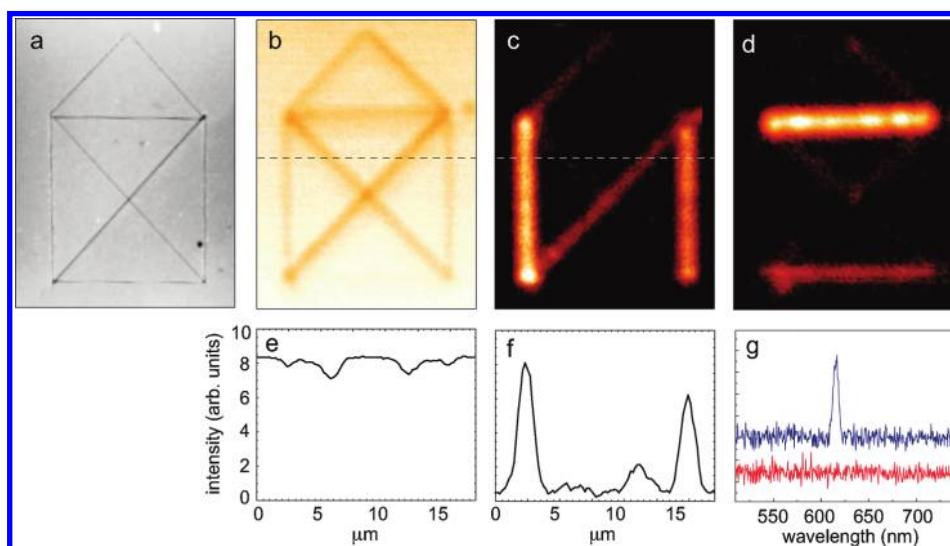 a
b
c
d
e
f
g
intensity (arb. units)
10
8
6
4
2
0
0 5 10 15
μm
0 5 10 15
μm
550 600 650 700
wavelength (nm)